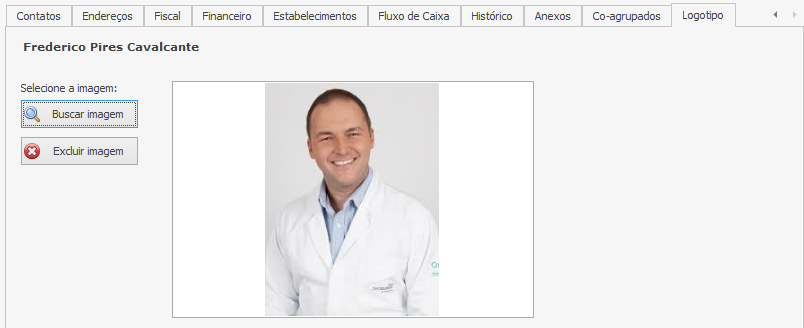 Contatos
Endereços
Fiscal
Financeiro
Estabelecimentos
Fluxo de Caixa
Histórico
Anexos
Co-agrupados
Logotipo
Frederico Pires Cavalcante
Selecione a imagem:
Buscar imagem
Excluir imagem